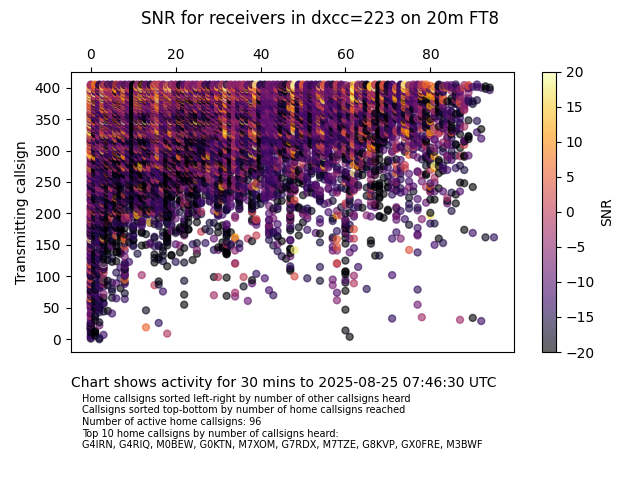 SNR for receivers in dxcc=223 on 20m FT8
0 20 40 60 80
400
350
300
250
200
150
100
50
0
Transmitting callsign
20
15
10
5
0
−5
−10
−15
−20
SNR
Chart shows activity for 30 mins to 2025-08-25 07:46:30 UTC
Home callsigns sorted left-right by number of other callsigns heard
Callsigns sorted top-bottom by number of home callsigns reached
Number of active home callsigns: 96
Top 10 home callsigns by number of callsigns heard:
G4IRN, G4RIQ, M0BEW, G0KTN, M7XOM, G7RDX, M7TZE, G8KVP, GX0FRE, M3BWF